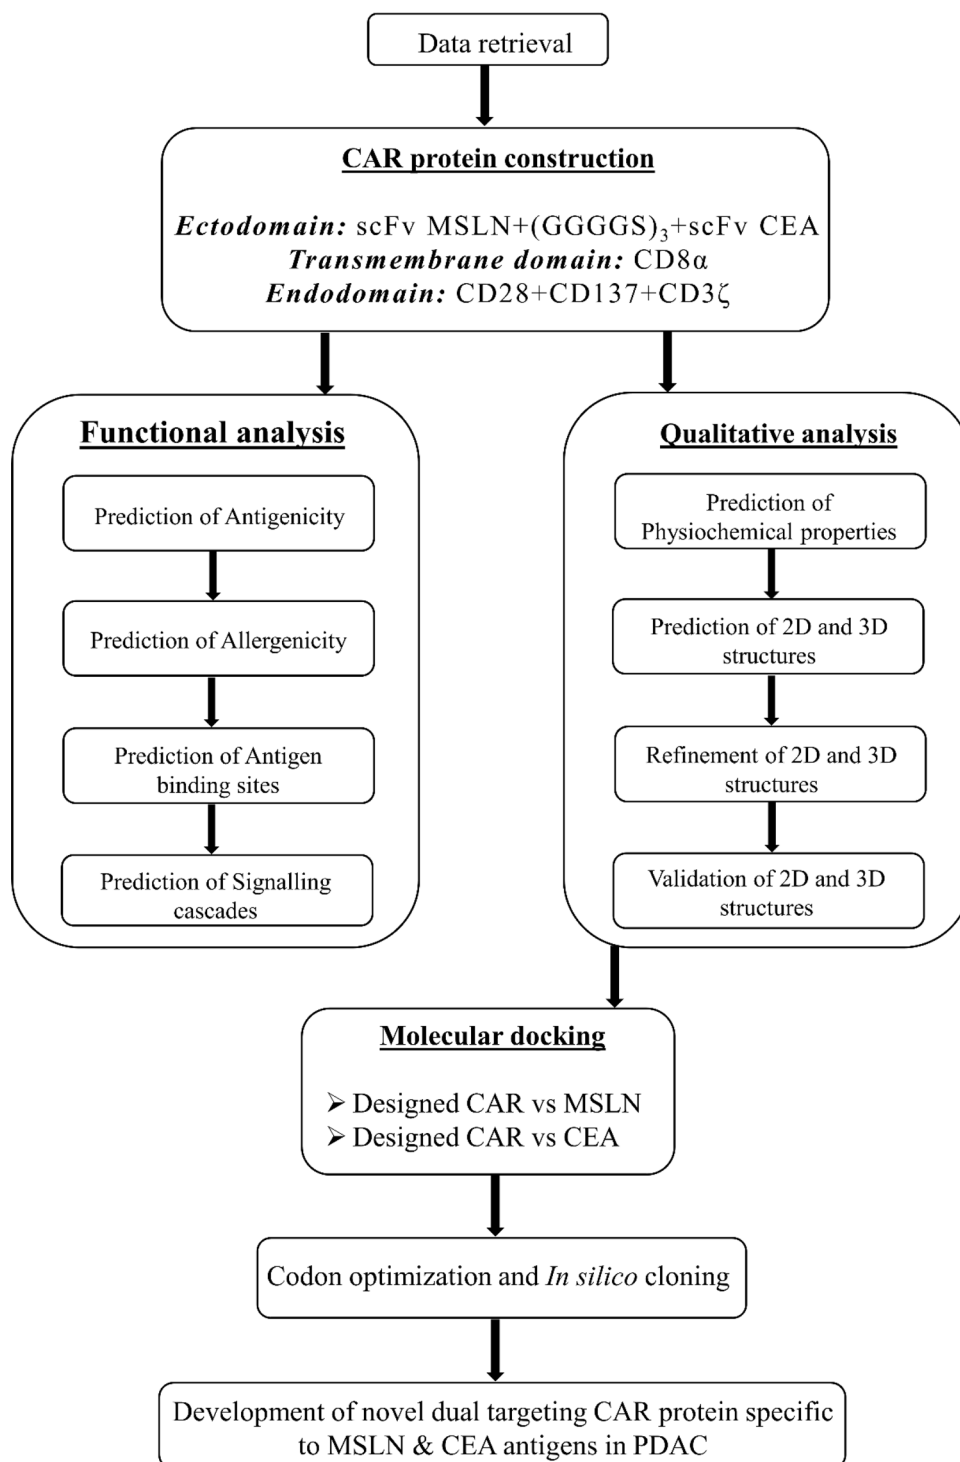 Data retrieval
CAR protein construction
Ectodomain: scFv MSLN+(GGGGS)₃+scFv CEA
Transmembrane domain: CD8α
Endodomain: CD28+CD137+CD3ζ
Functional analysis
Prediction of Antigenicity
Prediction of Allergenicity
Prediction of Antigen
binding sites
Prediction of Signalling
cascades
Qualitative analysis
Prediction of
Physiochemical properties
Prediction of 2D and 3D
structures
Refinement of 2D and 3D
structures
Validation of 2D and 3D
structures
Molecular docking
➢ Designed CAR vs MSLN
➢ Designed CAR vs CEA
Codon optimization and In silico cloning
Development of novel dual targeting CAR protein specific
to MSLN & CEA antigens in PDAC